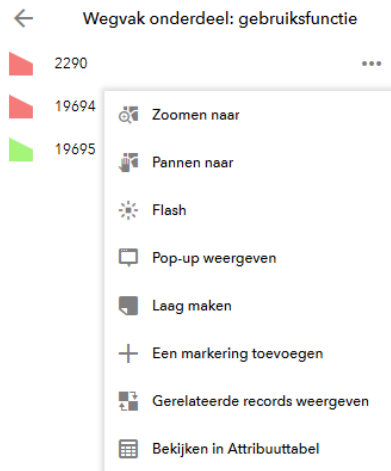 Wegvak onderdeel: gebruiksfunctie
2290
19694
19695
Zoomen naar
Pannen naar
Flash
Pop-up weergeven
Laag maken
Een markering toevoegen
Gerelateerde records weergeven
Bekijken in Attribuuttabel